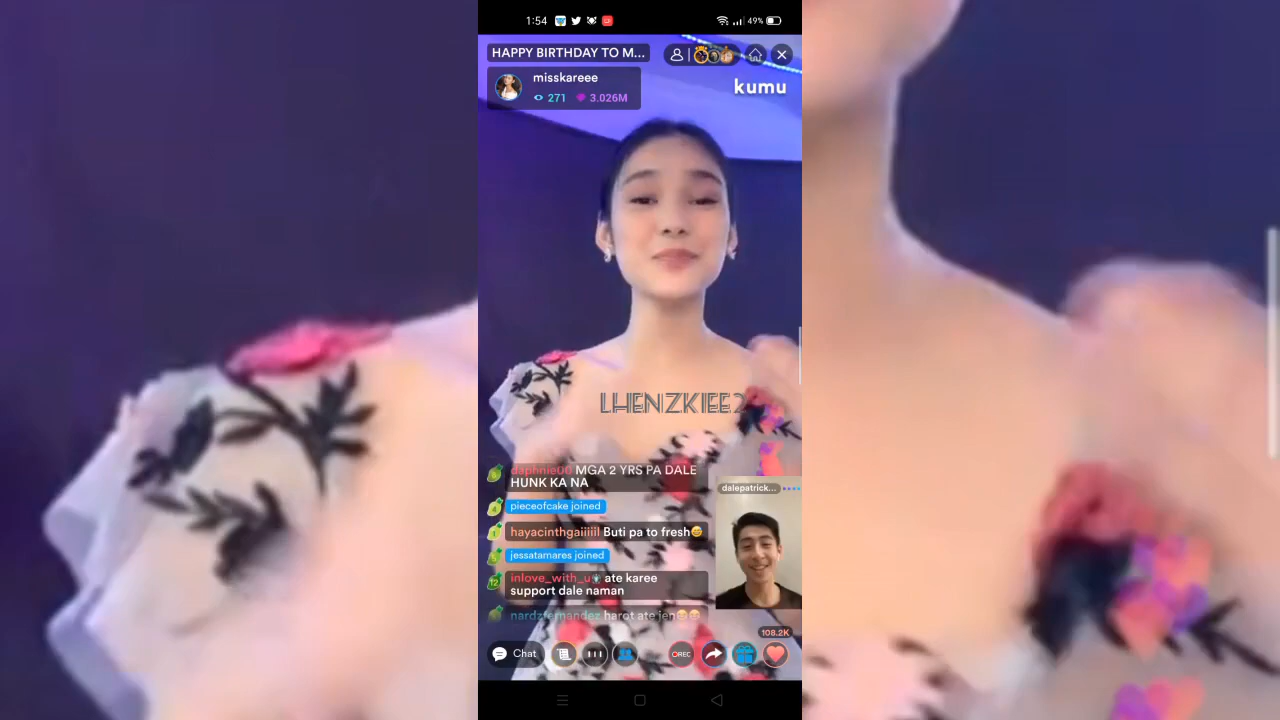 1:54
49%
HAPPY BIRTHDAY TO M...
misskareee
271 3.026M
kumu
LHENZKIEE2
daphnie00 MGA 2 YRS PA DALE
HUNK KA NA
pieceofcake joined
hayacinthgaiiiiil Buti pa to fresh😅
jessatamares joined
inlove_with_u ate karee
support dale naman
nardzfernandez harot ate jen
dalepatrick...
108.2K
Chat
REC